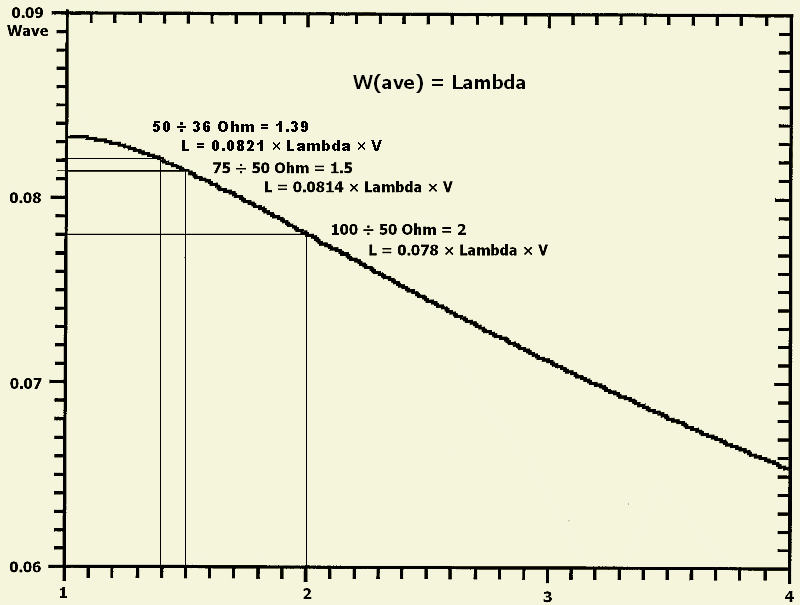 0.09
Wave
W(ave) = Lambda
50 ÷ 36 Ohm = 1.39
L = 0.0821 × Lambda × V
75 ÷ 50 Ohm = 1.5
L = 0.0814 × Lambda × V
0.08
100 ÷ 50 Ohm = 2
L = 0.078 × Lambda × V
0.07
0.06
1 2 3 4